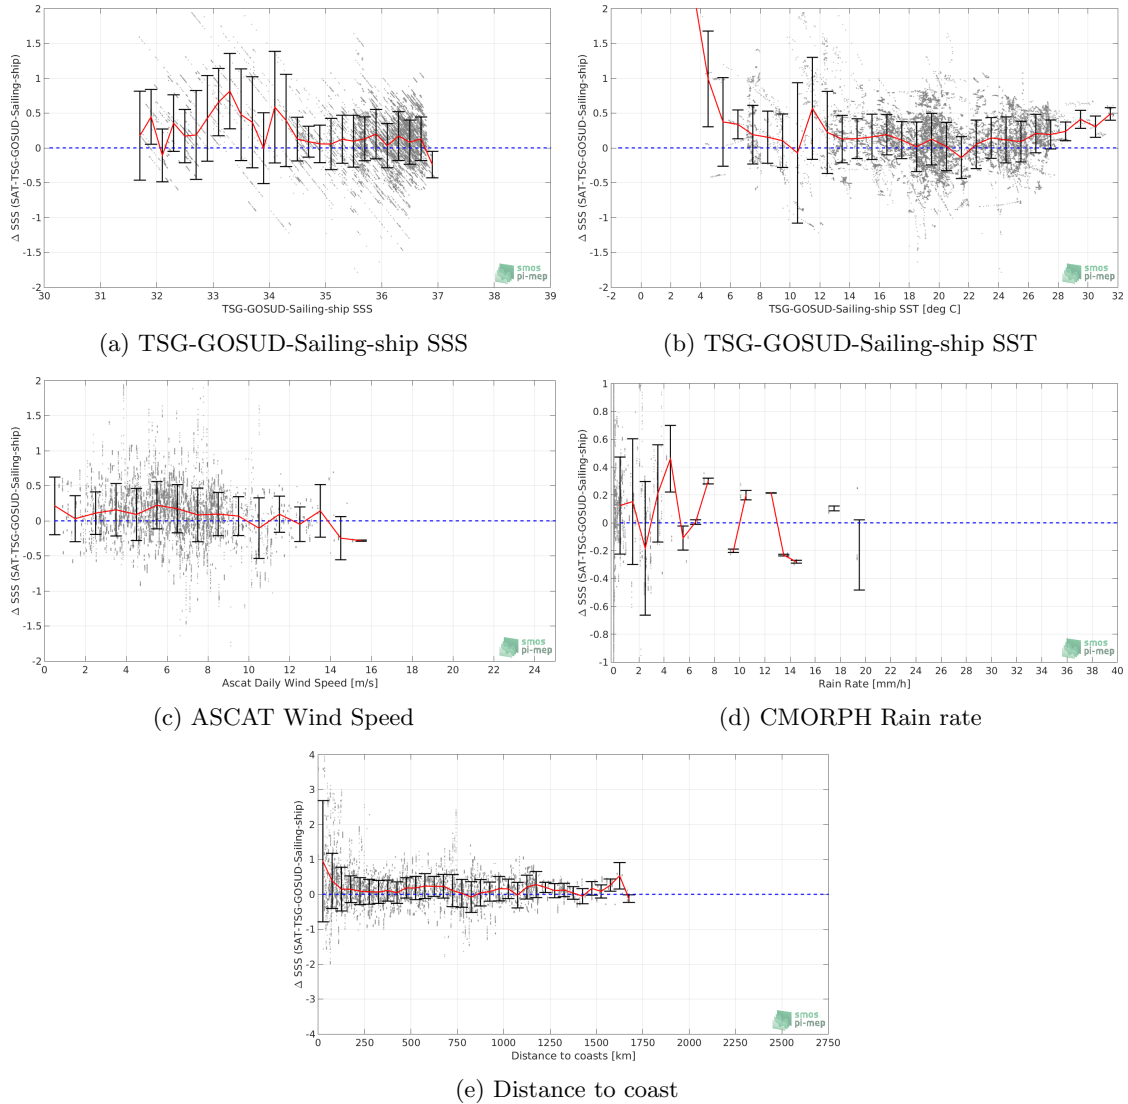 2
1.5
1
0.5
0
-0.5
-1
-1.5
-2
Δ SSS (SAT-TSG-GOSUD-Sailing-ship)
smos
pi-mep
30 31 32 33 34 35 36 37 38 39
TSG-GOSUD-Sailing-ship SSS
(a) TSG-GOSUD-Sailing-ship SSS
2
1.5
1
0.5
0
-0.5
-1
-1.5
-2
Δ SSS (SAT-TSG-GOSUD-Sailing-ship)
smos
pi-mep
-2 0 2 4 6 8 10 12 14 16 18 20 22 24 26 28 30 32
TSG-GOSUD-Sailing-ship SST [deg C]
(b) TSG-GOSUD-Sailing-ship SST
2
1.5
1
0.5
0
-0.5
-1
-1.5
-2
Δ SSS (SAT-TSG-GOSUD-Sailing-ship)
smos
pi-mep
0 2 4 6 8 10 12 14 16 18 20 22 24
Ascat Daily Wind Speed [m/s]
(c) ASCAT Wind Speed
1
0.8
0.6
0.4
0.2
0
-0.2
-0.4
-0.6
-0.8
-1
Δ SSS (SAT-TSG-GOSUD-Sailing-ship)
smos
pi-mep
0 2 4 6 8 10 12 14 16 18 20 22 24 26 28 30 32 34 36 38 40
Rain Rate [mm/h]
(d) CMORPH Rain rate
4
3
2
1
0
-1
-2
-3
-4
Δ SSS (SAT-TSG-GOSUD-Sailing-ship)
smos
pi-mep
0 250 500 750 1000 1250 1500 1750 2000 2250 2500 2750
Distance to coasts [km]
(e) Distance to coast